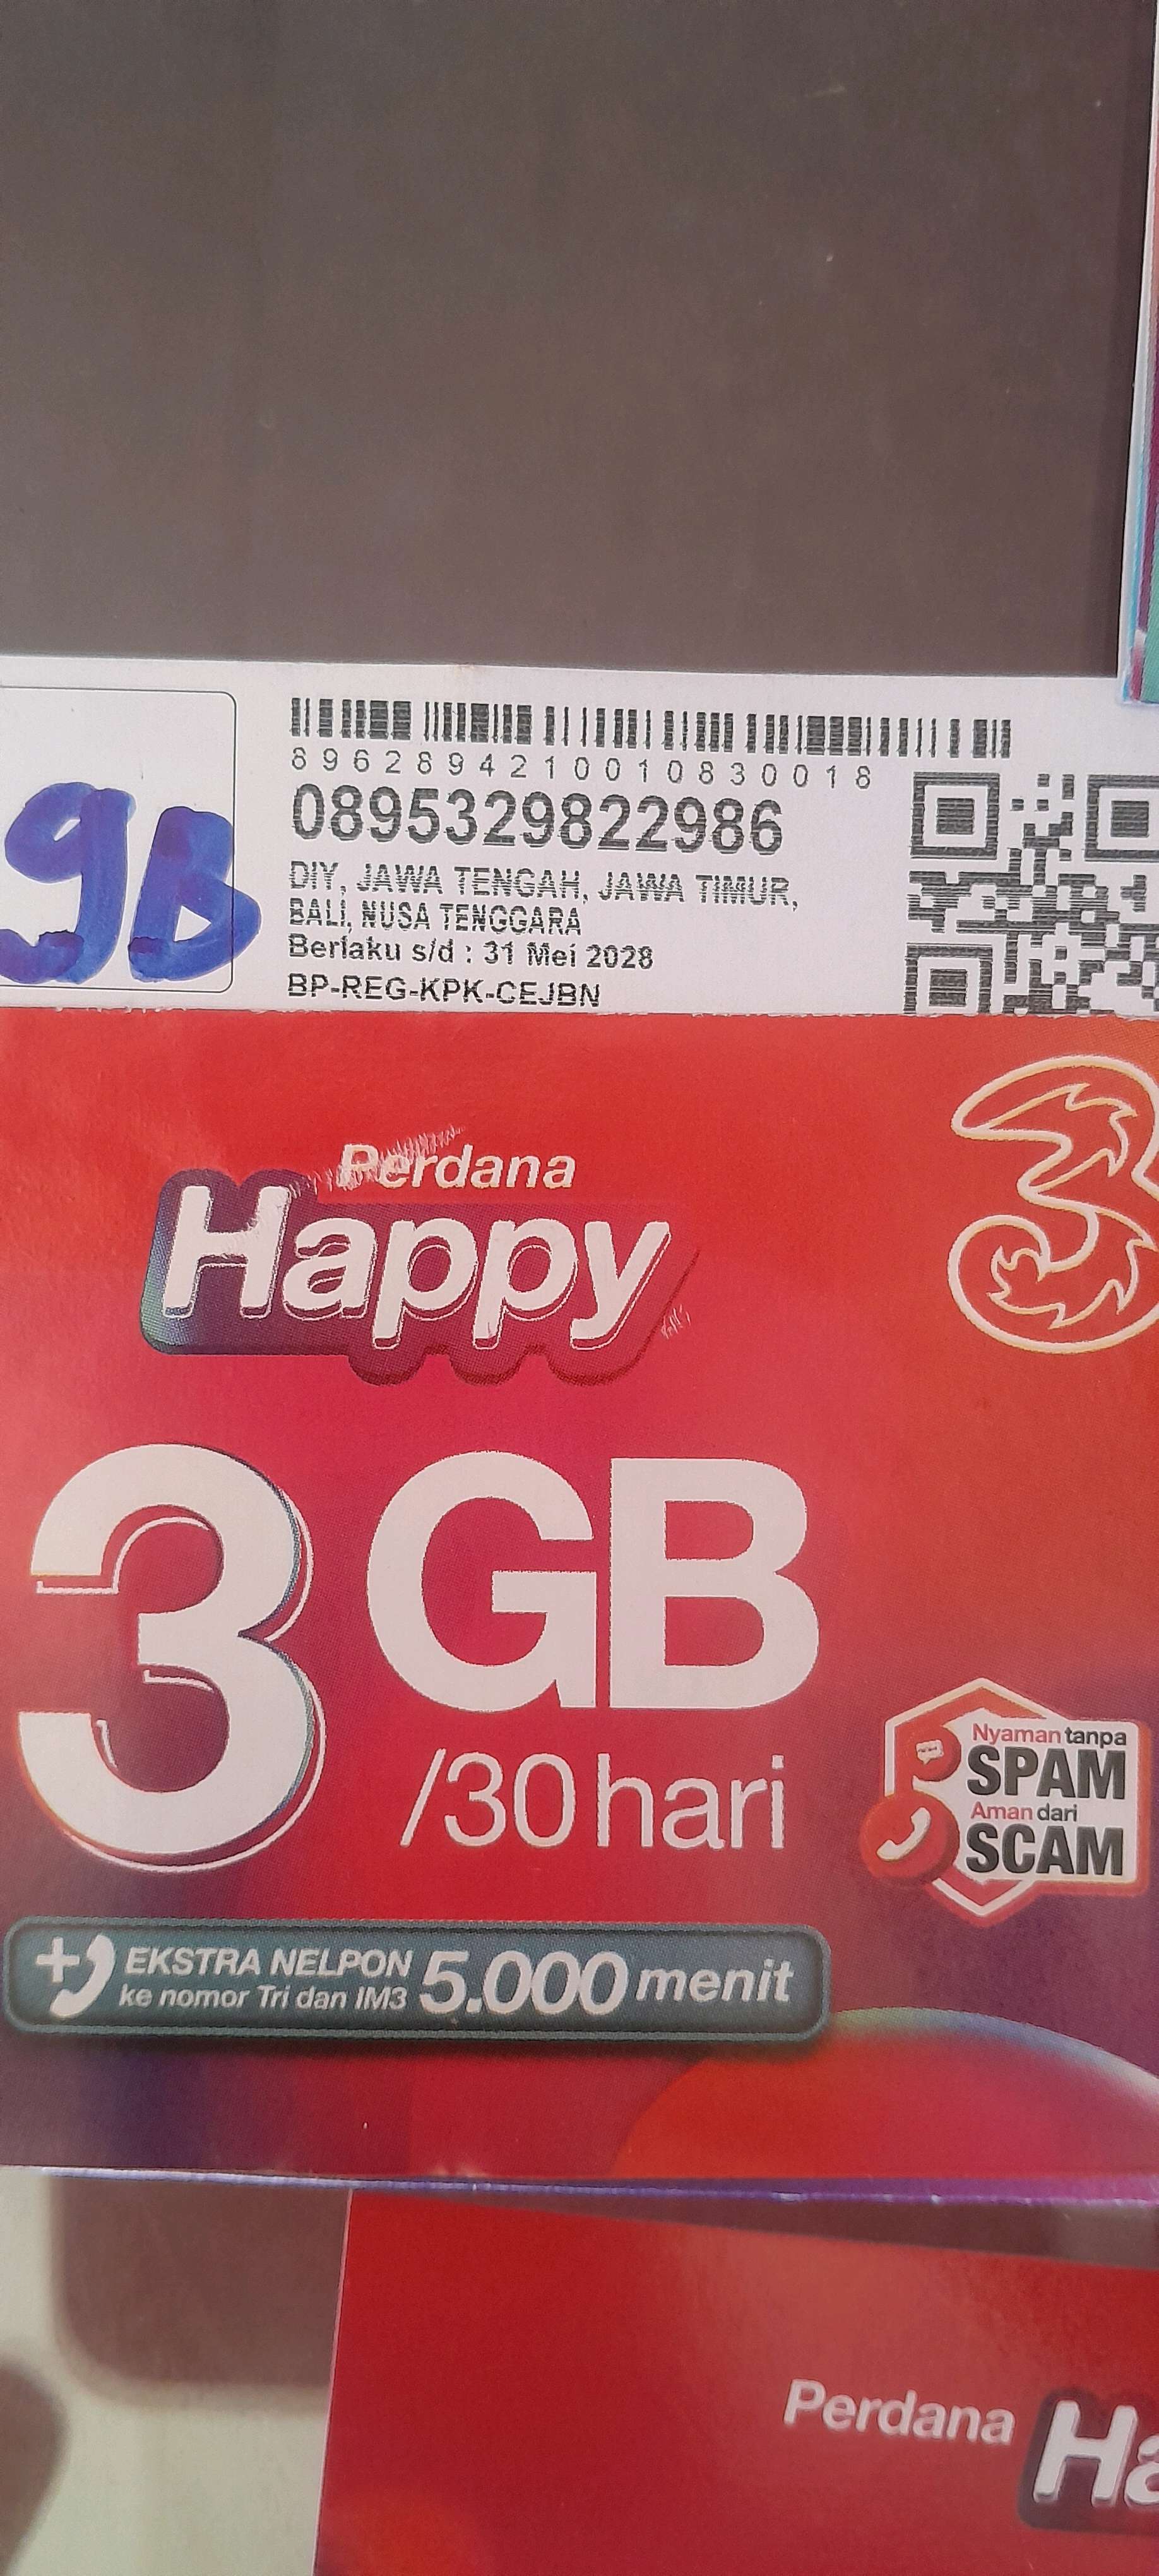 gB
8962894210010830018
0895329822986
DIY, JAWA TENGAH, JAWA TIMUR,
BALI, NUSA TENGGARA
Berlaku s/d : 31 Mei 2028
BP-REG-KPK-CEJBN
Perdana
Happy
3
3 GB
/30 hari
Nyaman tanpa
SPAM
Aman dari
SCAM
+ EKSTRA NELPON
ke nomor Tri dan IM3
5.000 menit
Perdana
Ha